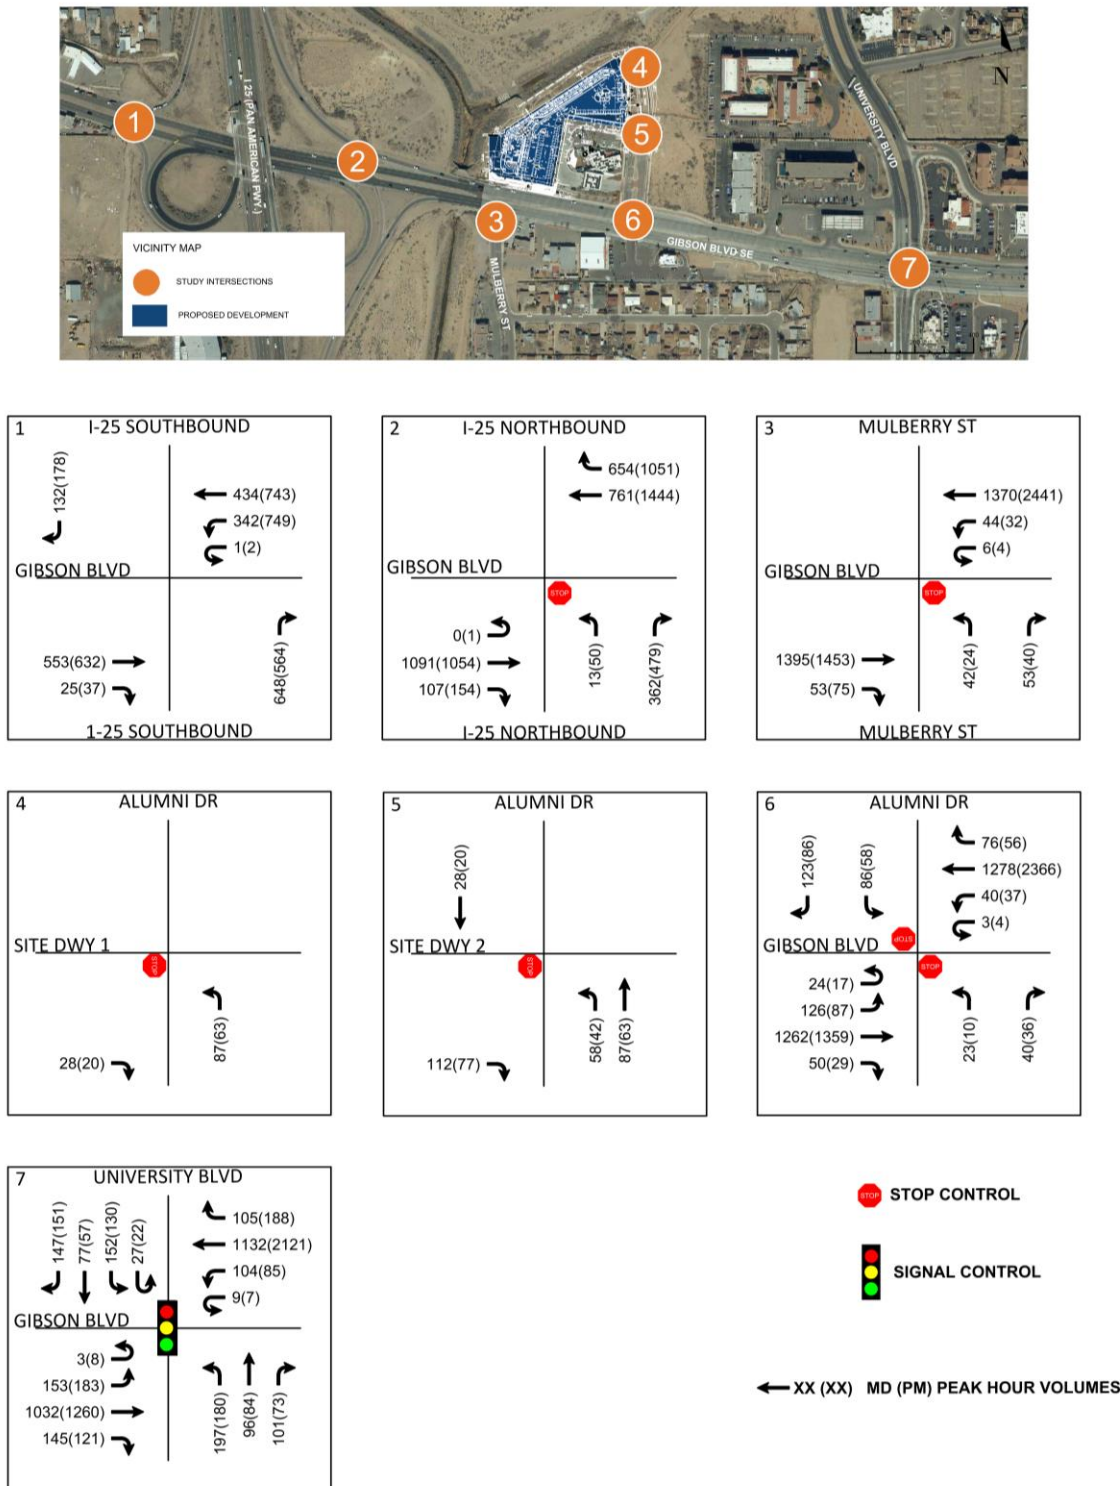 4
1
5
2
3
6
7
I 25 (PAN AMERICAN FWY.)
UNIVERSITY BLVD
N
GIBSON BLVD SE
MULBERRY ST.
VICINITY MAP
STUDY INTERSECTIONS
PROPOSED DEVELOPMENT
1
I-25 SOUTHBOUND
132(178)
434(743)
342(749)
1(2)
GIBSON BLVD
553(632)
25(37)
648(564)
1-25 SOUTHBOUND
2
I-25 NORTHBOUND
654(1051)
761(1444)
GIBSON BLVD
STOP
0(1)
1091(1054)
107(154)
13(50)
362(479)
I-25 NORTHBOUND
3
MULBERRY ST
1370(2441)
44(32)
6(4)
GIBSON BLVD
STOP
1395(1453)
53(75)
42(24)
53(40)
MULBERRY ST
4
ALUMNI DR
SITE DWY 1
STOP
87(63)
28(20)
5
ALUMNI DR
28(20)
SITE DWY 2
STOP
58(42)
87(63)
112(77)
6
ALUMNI DR
123(86)
86(58)
76(56)
1278(2366)
40(37)
3(4)
GIBSON BLVD
STOP
STOP
24(17)
126(87)
1262(1359)
50(29)
23(10)
40(36)
7
UNIVERSITY BLVD
147(151)
77(57)
152(130)
27(22)
105(188)
1132(2121)
104(85)
9(7)
GIBSON BLVD
3(8)
153(183)
1032(1260)
145(121)
197(180)
96(84)
101(73)
STOP
STOP CONTROL
SIGNAL CONTROL
XX (XX) MD (PM) PEAK HOUR VOLUMES